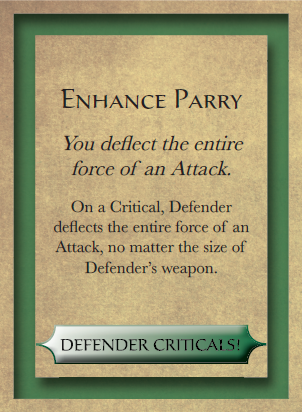 Enhance Parry
You deflect the entire
force of an Attack.
On a Critical, Defender
deflects the entire force of an
Attack, no matter the size of
Defender's weapon.
DEFENDER CRITICALS!